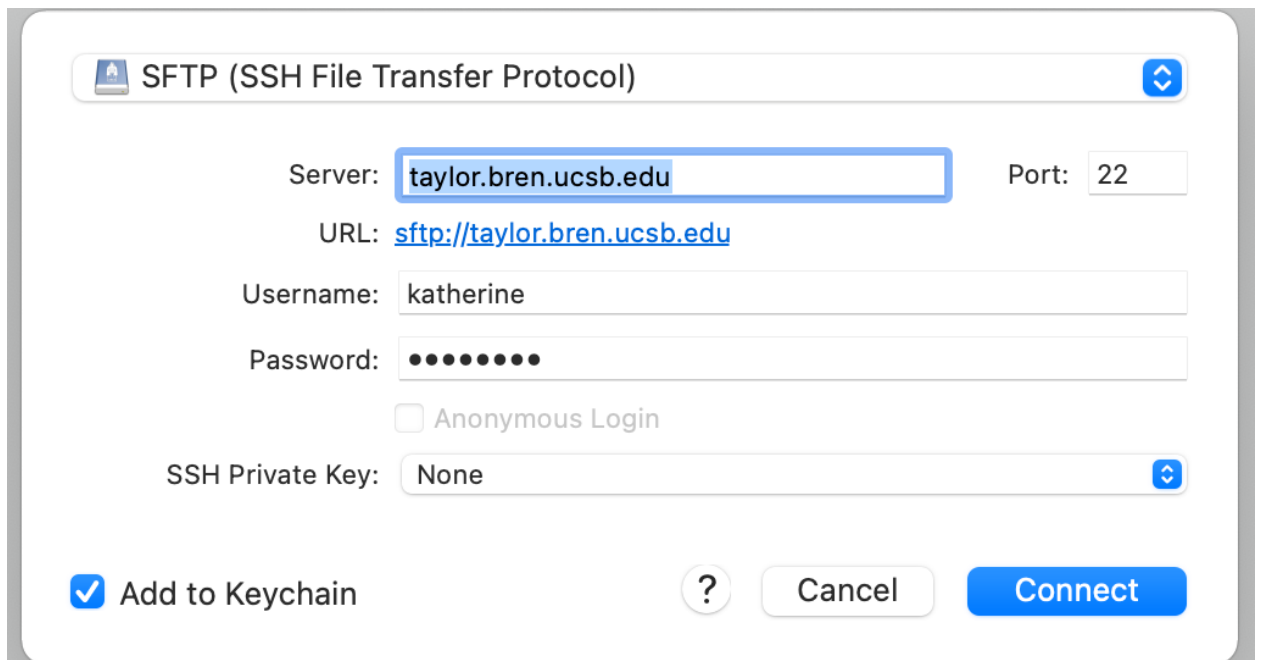 SFTP (SSH File Transfer Protocol)
Server: taylor.bren.ucsb.edu Port: 22
URL: sftp://taylor.bren.ucsb.edu
Username: katherine
Password: ••••••••
Anonymous Login
SSH Private Key: None
Add to Keychain ? Cancel Connect